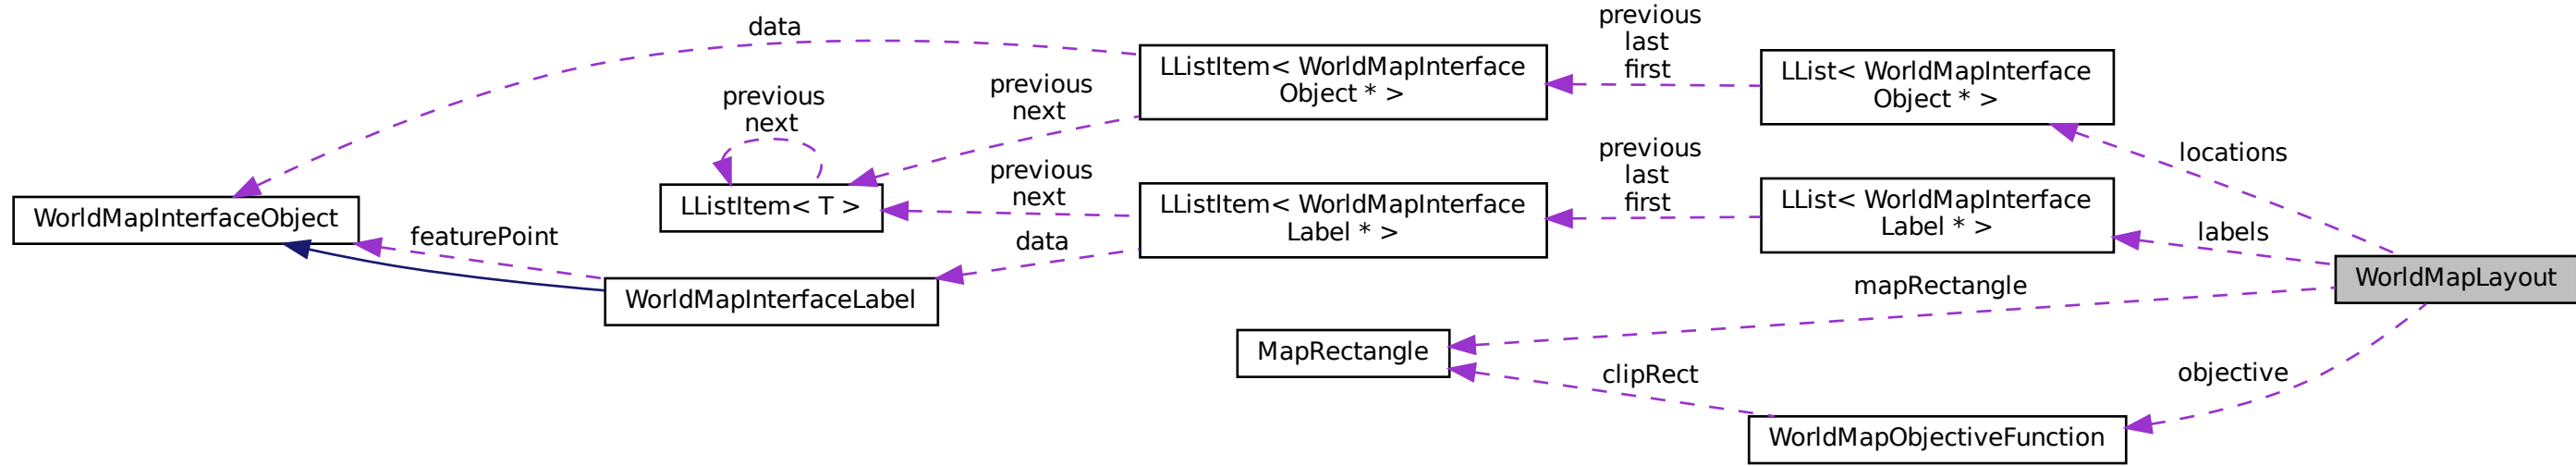 data
previous
next
previous
next
LListItem< WorldMapInterface
Object * >
previous
last
first
LList< WorldMapInterface
Object * >
locations
WorldMapInterfaceObject
LListItem< T >
previous
next
LListItem< WorldMapInterface
Label * >
previous
last
first
LList< WorldMapInterface
Label * >
labels
WorldMapLayout
featurePoint
data
WorldMapInterfaceLabel
mapRectangle
MapRectangle
clipRect
objective
WorldMapObjectiveFunction